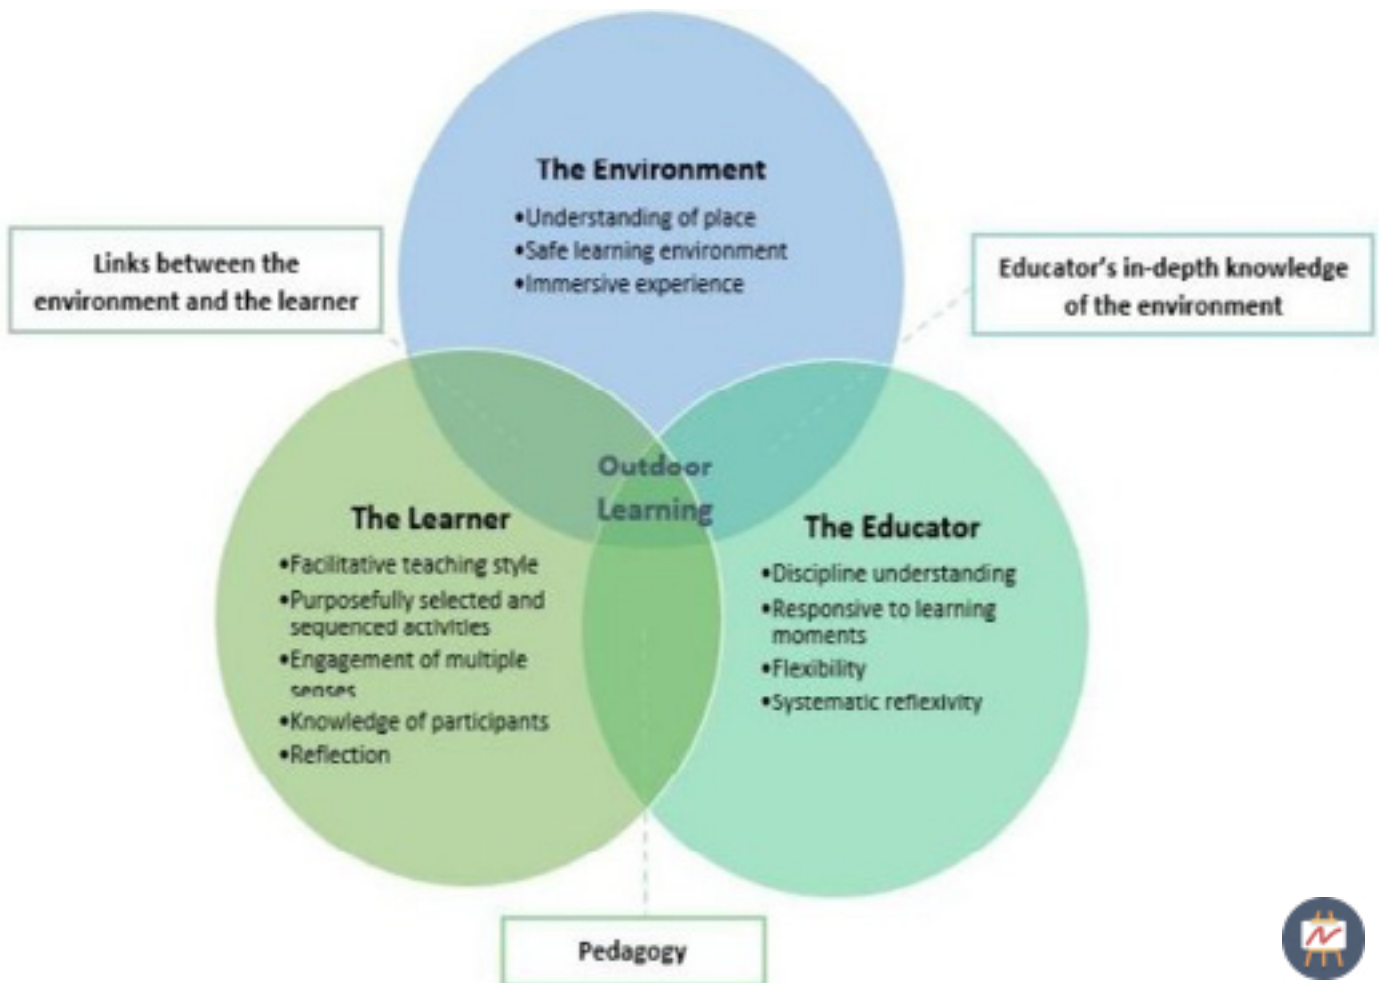 The Environment
•Understanding of place
•Safe learning environment
•Immersive experience
Links between the
environment and the learner
Educator's in-depth knowledge
of the environment
Outdoor
Learning
The Learner
•Facilitative teaching style
•Purposefully selected and
sequenced activities
•Engagement of multiple
senses
•Knowledge of participants
•Reflection
The Educator
•Discipline understanding
•Responsive to learning
moments
•Flexibility
•Systematic reflexivity
Pedagogy